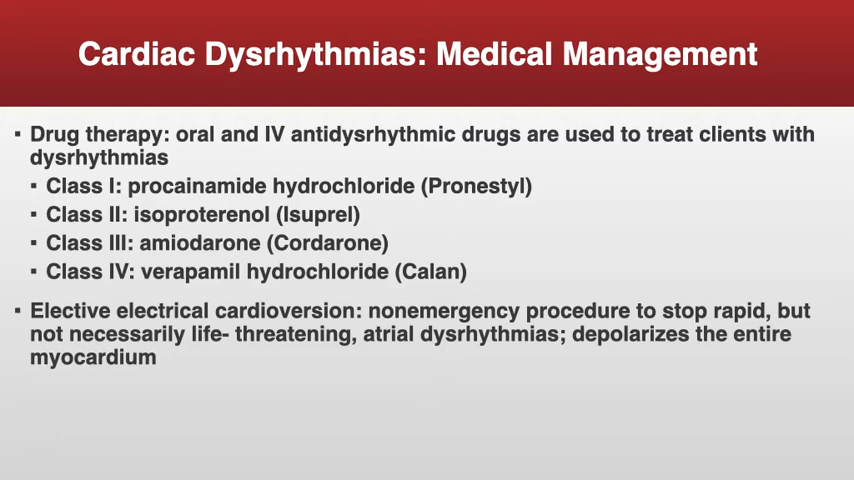 Cardiac Dysrhythmias: Medical Management
▪ Drug therapy: oral and IV antidysrhythmic drugs are used to treat clients with
dysrhythmias
▪ Class I: procainamide hydrochloride (Pronestyl)
▪ Class II: isoproterenol (Isuprel)
▪ Class III: amiodarone (Cordarone)
▪ Class IV: verapamil hydrochloride (Calan)
▪ Elective electrical cardioversion: nonemergency procedure to stop rapid, but
not necessarily life- threatening, atrial dysrhythmias; depolarizes the entire
myocardium